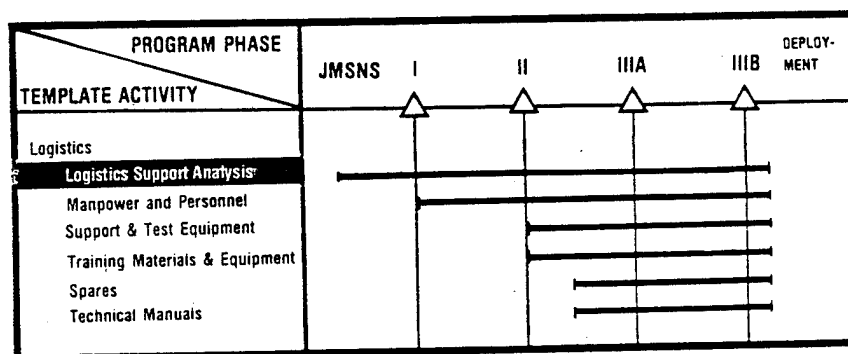 PROGRAM PHASE
TEMPLATE ACTIVITY
JMSNS I II IIIA IIIB DEPLOY-
MENT
Logistics
Logistics Support Analysis
Manpower and Personnel
Support & Test Equipment
Training Materials & Equipment
Spares
Technical Manuals